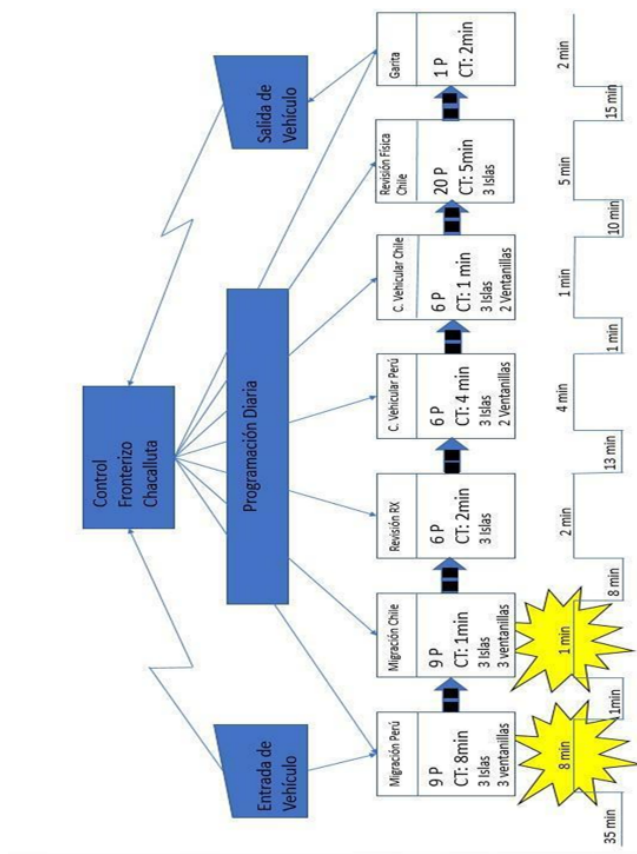 Control
Fronterizo
Chacalluta
Entrada de
Vehículo
Salida de
Vehículo
Programación Diaria
Migración Perú
9 P
CT: 8min
3 Islas
3 ventanillas
Migración Chile
9 P
CT: 1min
3 Islas
3 ventanillas
Revisión RX
6 P
CT: 2min
3 Islas
C. Vehicular Perú
6 P
CT: 4 min
3 Islas
2 Ventanillas
C. Vehicular Chile
6 P
CT: 1 min
3 Islas
2 Ventanillas
Revisión Física
Chile
20 P
CT: 5min
3 Islas
Garita
1 P
CT: 2min
35 min
8 min
1min
1 min
8 min
2 min
13 min
4 min
1 min
1 min
10 min
5 min
15 min
2 min